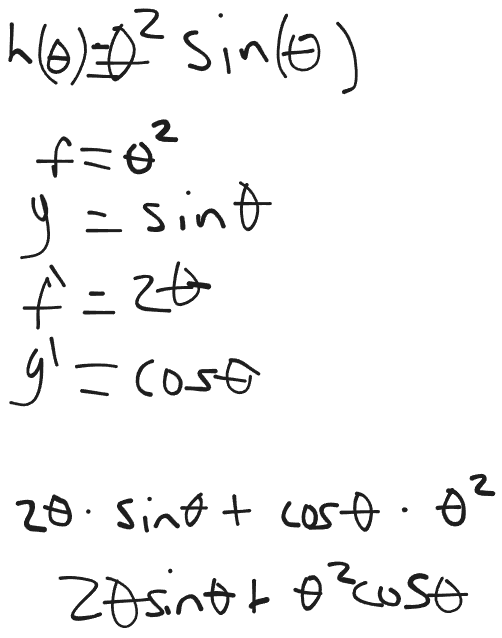 h(θ)=θ² sin(θ)
f=θ²
y = sinθ
f' = 2θ
y' = cosθ
2θ · sinθ + cosθ · θ²
2θsinθ + θ²cosθ